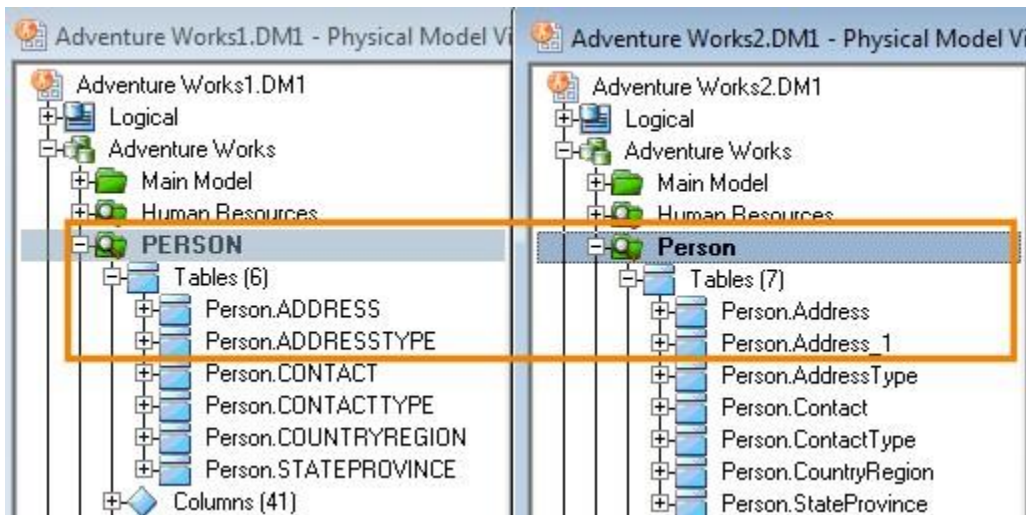 Adventure Works1.DM1 - Physical Model Vi
Adventure Works1.DM1
Logical
Adventure Works
Main Model
Human Resources
PERSON
Tables (6)
Person.ADDRESS
Person.ADDRESSTYPE
Person.CONTACT
Person.CONTACTTYPE
Person.COUNTRYREGION
Person.STATEPROVINCE
Columns (41)
Adventure Works2.DM1 - Physical Model Vi
Adventure Works2.DM1
Logical
Adventure Works
Main Model
Human Resources
Person
Tables (7)
Person.Address
Person.Address_1
Person.AddressType
Person.Contact
Person.ContactType
Person.CountryRegion
Person.StateProvince